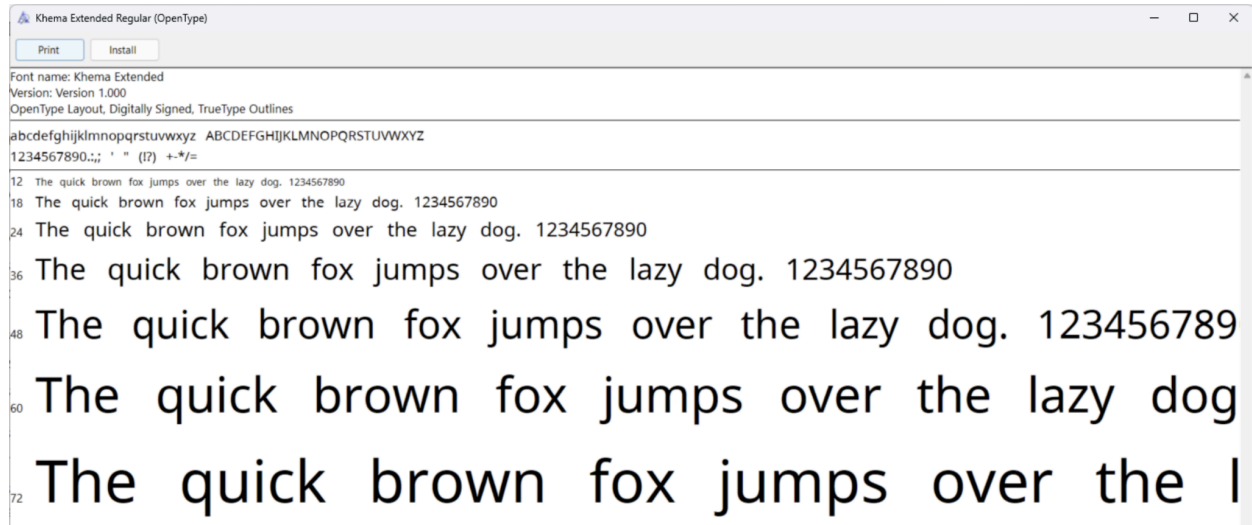 Khema Extended Regular (OpenType)
Print Install
Font name: Khema Extended
Version: Version 1.000
OpenType Layout, Digitally Signed, TrueType Outlines
abcdefghijklmnopqrstuvwxyz ABCDEFGHIJKLMNOPQRSTUVWXYZ
1234567890.:,; ' " (!?) +-*/=
12 The quick brown fox jumps over the lazy dog. 1234567890
18 The quick brown fox jumps over the lazy dog. 1234567890
24 The quick brown fox jumps over the lazy dog. 1234567890
36 The quick brown fox jumps over the lazy dog. 1234567890
48 The quick brown fox jumps over the lazy dog. 123456789
60 The quick brown fox jumps over the lazy dog
72 The quick brown fox jumps over the l